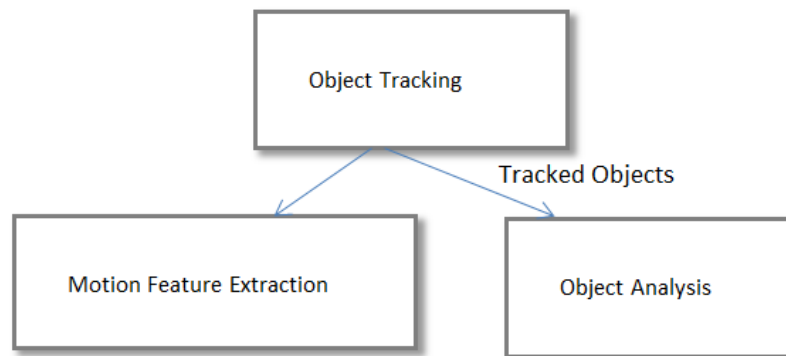 Object Tracking
Tracked Objects
Motion Feature Extraction
Object Analysis